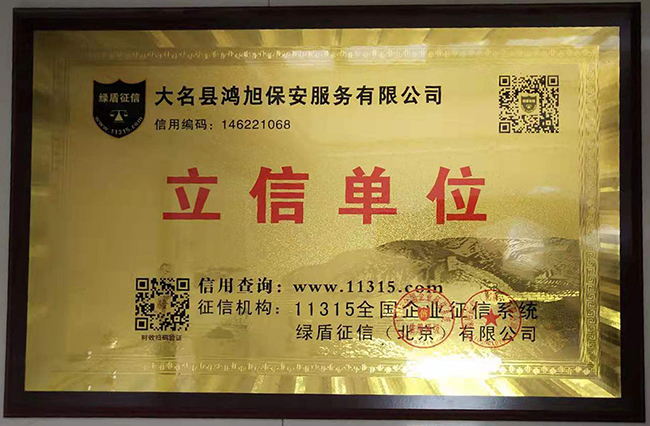 绿盾征信
www.11315.com
大名县鸿旭保安服务有限公司
信用编码：146221068
立信单位
信用查询：www.11315.com
征信机构：11315全国企业征信系统
绿盾征信（北京）有限公司